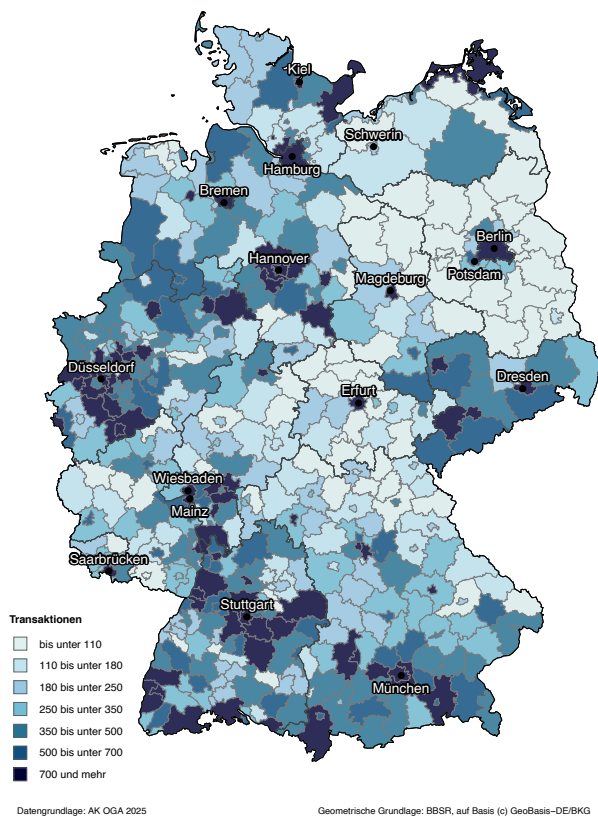 Kiel
Schwerin
Hamburg
Bremen
Berlin
Hannover
Potsdam
Magdeburg
Düsseldorf
Dresden
Erfurt
Wiesbaden
Mainz
Saarbrücken
Stuttgart
München
Transaktionen
bis unter 110
110 bis unter 180
180 bis unter 250
250 bis unter 350
350 bis unter 500
500 bis unter 700
700 und mehr
Datengrundlage: AK OGA 2025
Geometrische Grundlage: BBSR, auf Basis (c) GeoBasis–DE/BKG